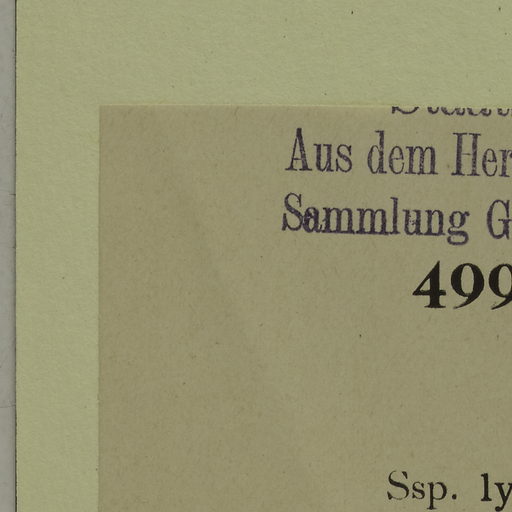 Aus dem Her
Sammlung G
499
Ssp. ly